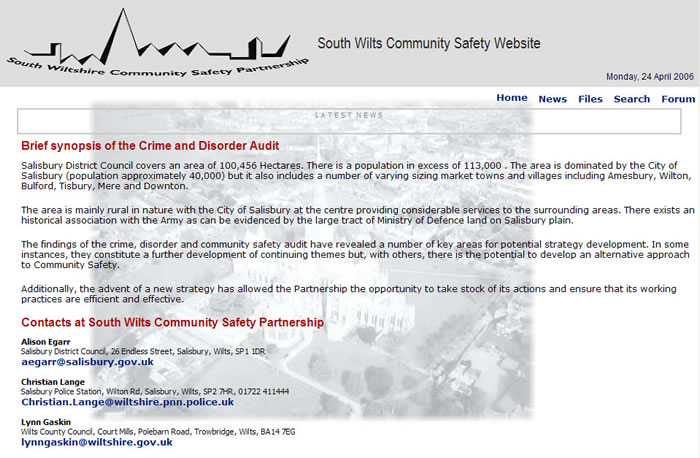 South Wiltshire Community Safety Partnership
South Wilts Community Safety Website
Monday, 24 April 2006
Home News Files Search Forum
LATEST NEWS
Brief synopsis of the Crime and Disorder Audit
Salisbury District Council covers an area of 100,456 Hectares. There is a population in excess of 113,000 . The area is dominated by the City of
Salisbury (population approximately 40,000) but it also includes a number of varying sizing market towns and villages including Amesbury, Wilton,
Bulford, Tisbury, Mere and Downton.
The area is mainly rural in nature with the City of Salisbury at the centre providing considerable services to the surrounding areas. There exists an
historical association with the Army as can be evidenced by the large tract of Ministry of Defence land on Salisbury plain.
The findings of the crime, disorder and community safety audit have revealed a number of key areas for potential strategy development. In some
instances, they constitute a further development of continuing themes but, with others, there is the potential to develop an alternative approach
to Community Safety.
Additionally, the advent of a new strategy has allowed the Partnership the opportunity to take stock of its actions and ensure that its working
practices are efficient and effective.
Contacts at South Wilts Community Safety Partnership
Alison Egarr
Salisbury District Council, 26 Endless Street, Salisbury, Wilts, SP1 1DR
aegarr@salisbury.gov.uk
Christian Lange
Salisbury Police Station, Wilton Rd, Salisbury, Wilts, SP2 7HR, 01722 411444
Christian.Lange@wiltshire.pnn.police.uk
Lynn Gaskin
Wilts County Council, Court Mills, Polebarn Road, Trowbridge, Wilts, BA14 7EG
lynngaskin@wiltshire.gov.uk